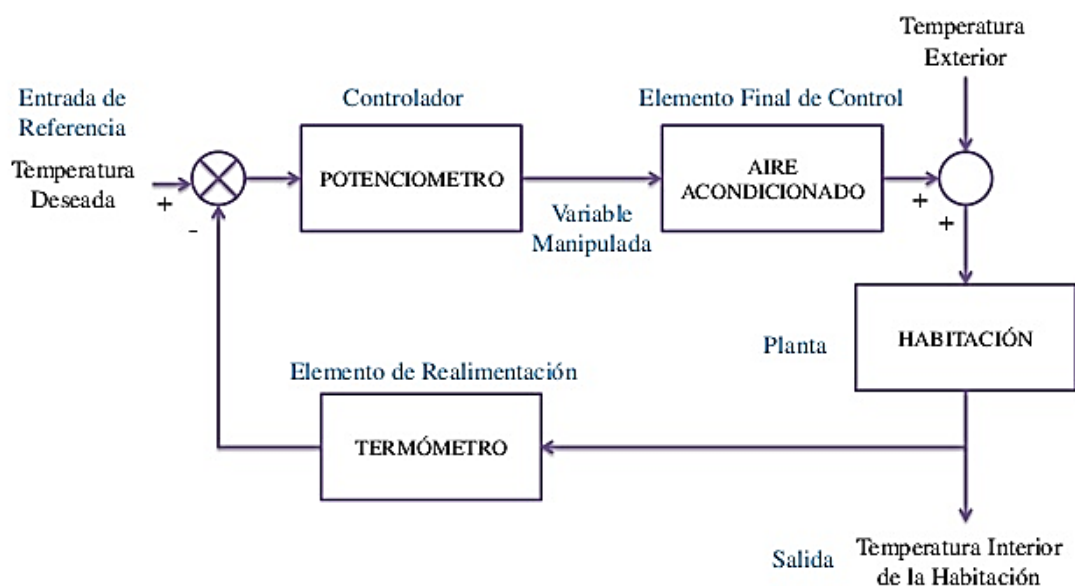 Temperatura
Exterior
Entrada de
Referencia
Controlador
Elemento Final de Control
Temperatura
Deseada
+
-
POTENCIOMETRO
AIRE
ACONDICIONADO
+
+
Variable
Manipulada
Planta
HABITACIÓN
Elemento de Realimentación
TERMÓMETRO
Salida
Temperatura Interior
de la Habitación